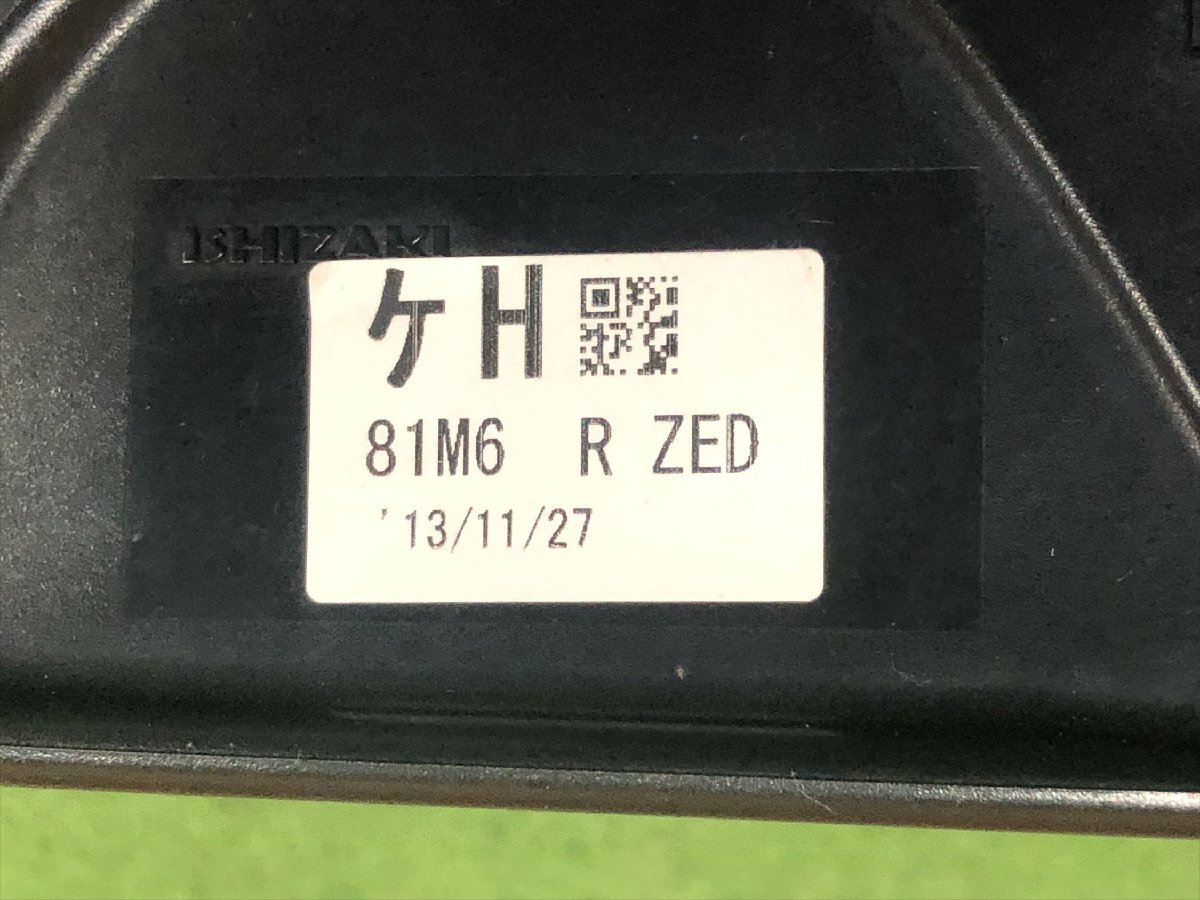 ISHIZAKI
ケH
81M6 R ZED
'13/11/27